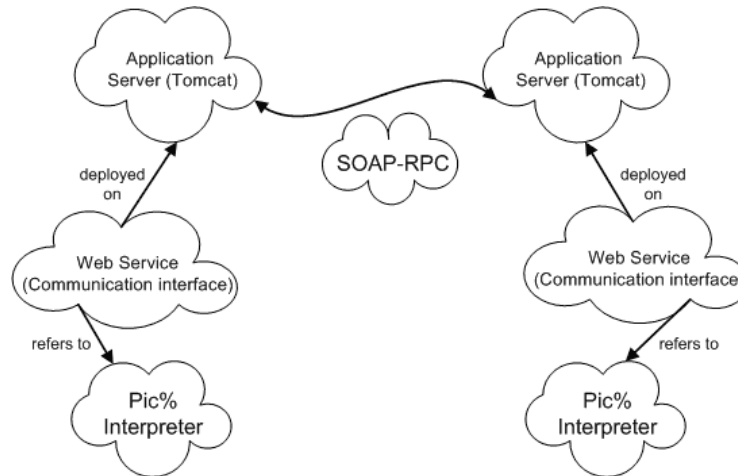 Application
Server (Tomcat)
Application
Server (Tomcat)
SOAP-RPC
deployed
on
deployed
on
Web Service
(Communication interface)
Web Service
(Communication interface
refers to
refers to
Pic%
Interpreter
Pic%
Interpreter